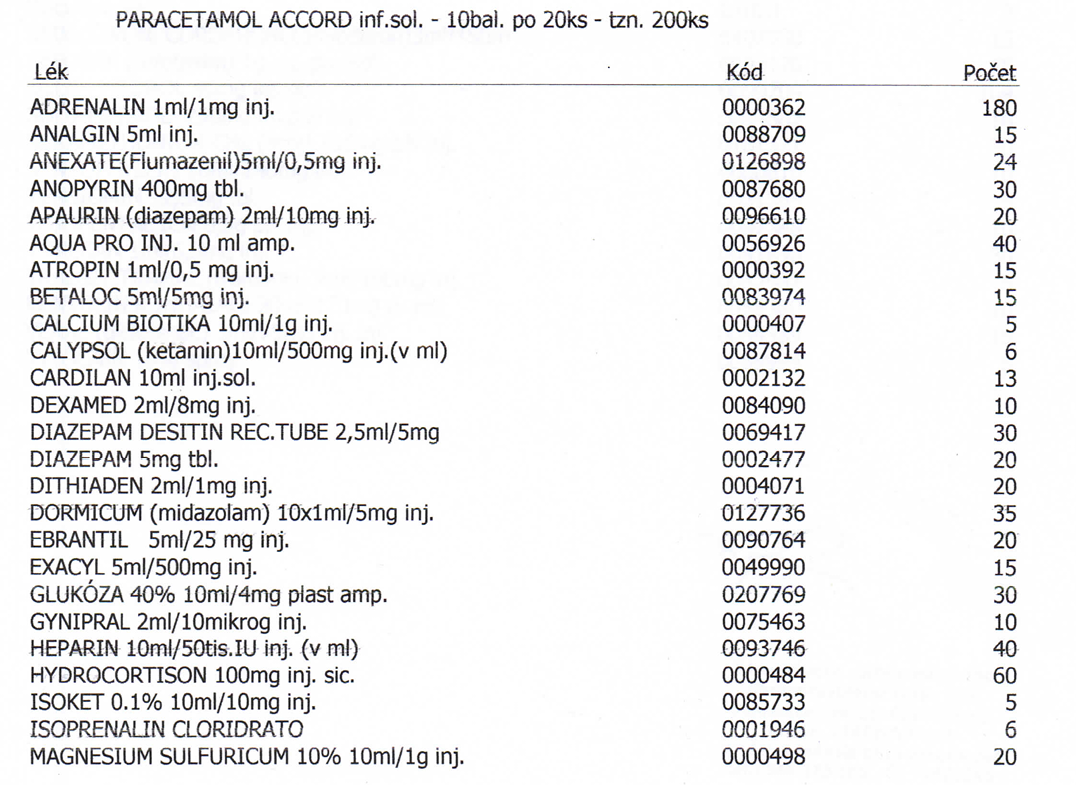 PARACETAMOL ACCORD inf.sol. - 10bal. po 20ks - tzn. 200ks
Lék Kód Počet
ADRENALIN 1ml/1mg inj. 0000362 180
ANALGIN 5ml inj. 0088709 15
ANEXATE(Flumazenil)5ml/0,5mg inj. 0126898 24
ANOPYRIN 400mg tbl. 0087680 30
APAURIN (diazepam) 2ml/10mg inj. 0096610 20
AQUA PRO INJ. 10 ml amp. 0056926 40
ATROPIN 1ml/0,5 mg inj. 0000392 15
BETALOC 5ml/5mg inj. 0083974 15
CALCIUM BIOTIKA 10ml/1g inj. 0000407 5
CALYPSOL (ketamin)10ml/500mg inj.(v ml) 0087814 6
CARDILAN 10ml inj.sol. 0002132 13
DEXAMED 2ml/8mg inj. 0084090 10
DIAZEPAM DESITIN REC.TUBE 2,5ml/5mg 0069417 30
DIAZEPAM 5mg tbl. 0002477 20
DITHIADEN 2ml/1mg inj. 0004071 20
DORMICUM (midazolam) 10x1ml/5mg inj. 0127736 35
EBRANTIL 5ml/25 mg inj. 0090764 20
EXACYL 5ml/500mg inj. 0049990 15
GLUKÓZA 40% 10ml/4mg plast amp. 0207769 30
GYNIPRAL 2ml/10mikrog inj. 0075463 10
HEPARIN 10ml/50tis.IU inj. (v ml) 0093746 40
HYDROCORTISON 100mg inj. sic. 0000484 60
ISOKET 0.1% 10ml/10mg inj. 0085733 5
ISOPRENALIN CLORIDRATO 0001946 6
MAGNESIUM SULFURICUM 10% 10ml/1g inj. 0000498 20